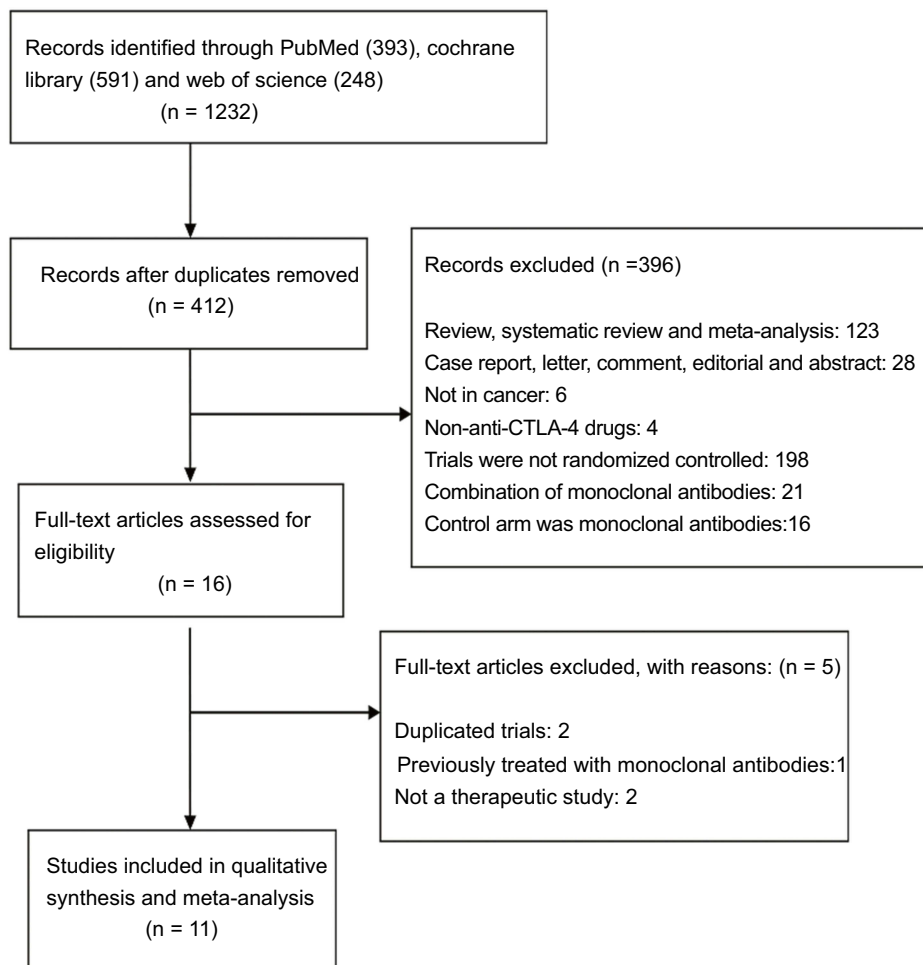 Records identified through PubMed (393), cochrane
library (591) and web of science (248)
(n = 1232)
Records after duplicates removed
(n = 412)
Records excluded (n =396)
Review, systematic review and meta-analysis: 123
Case report, letter, comment, editorial and abstract: 28
Not in cancer: 6
Non-anti-CTLA-4 drugs: 4
Trials were not randomized controlled: 198
Combination of monoclonal antibodies: 21
Control arm was monoclonal antibodies:16
Full-text articles assessed for
eligibility
(n = 16)
Full-text articles excluded, with reasons: (n = 5)
Duplicated trials: 2
Previously treated with monoclonal antibodies:1
Not a therapeutic study: 2
Studies included in qualitative
synthesis and meta-analysis
(n = 11)